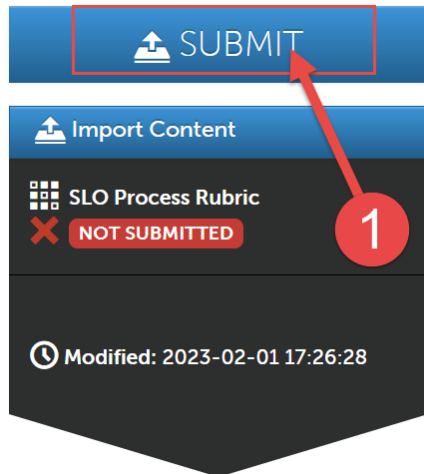 SUBMIT
Import Content
SLO Process Rubric
NOT SUBMITTED
1
Modified: 2023-02-01 17:26:28